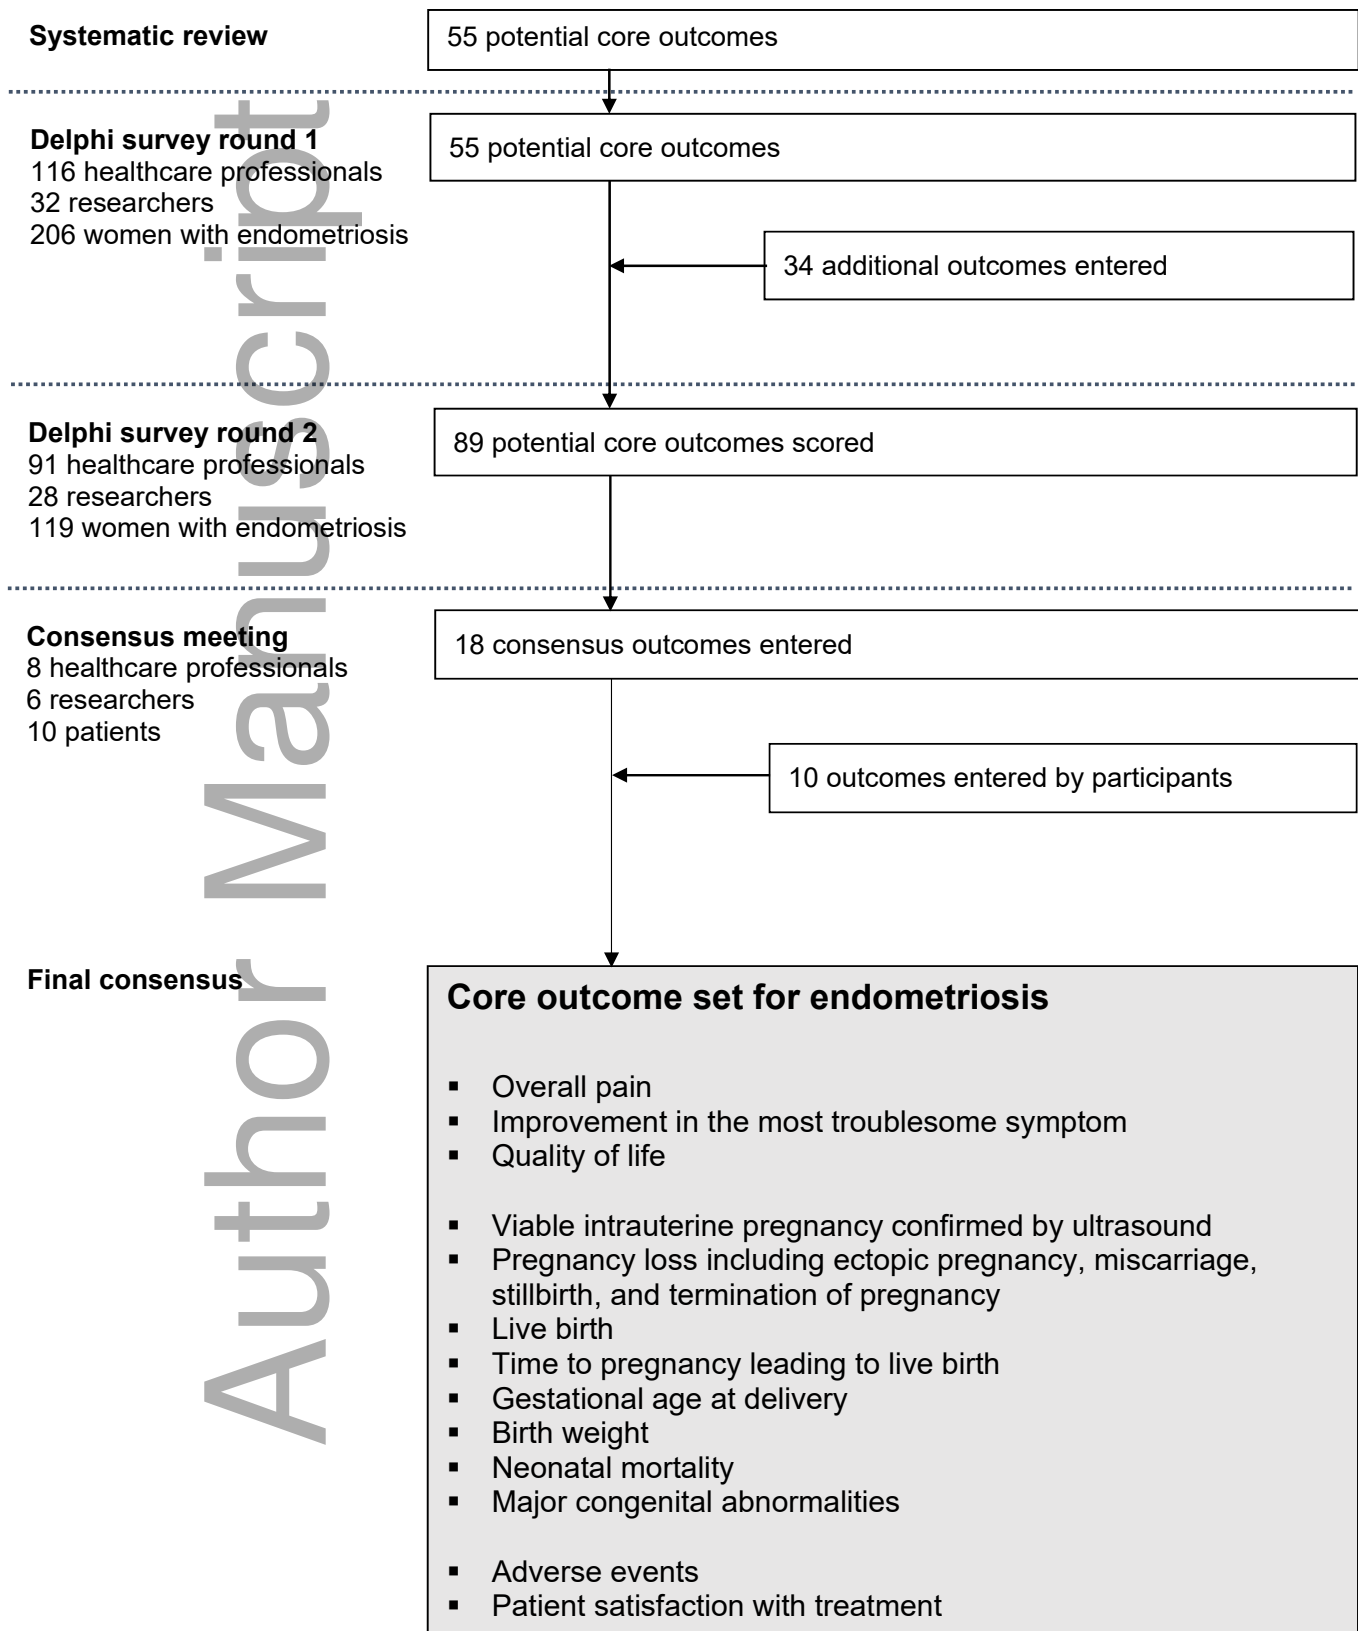 Systematic review
55 potential core outcomes
Delphi survey round 1
116 healthcare professionals
32 researchers
206 women with endometriosis
55 potential core outcomes
34 additional outcomes entered
Delphi survey round 2
91 healthcare professionals
28 researchers
119 women with endometriosis
89 potential core outcomes scored
Consensus meeting
8 healthcare professionals
6 researchers
10 patients
18 consensus outcomes entered
10 outcomes entered by participants
Final consensus
Core outcome set for endometriosis
▪ Overall pain
▪ Improvement in the most troublesome symptom
▪ Quality of life
▪ Viable intrauterine pregnancy confirmed by ultrasound
▪ Pregnancy loss including ectopic pregnancy, miscarriage,
stillbirth, and termination of pregnancy
▪ Live birth
▪ Time to pregnancy leading to live birth
▪ Gestational age at delivery
▪ Birth weight
▪ Neonatal mortality
▪ Major congenital abnormalities
▪ Adverse events
▪ Patient satisfaction with treatment
Author Manuscript